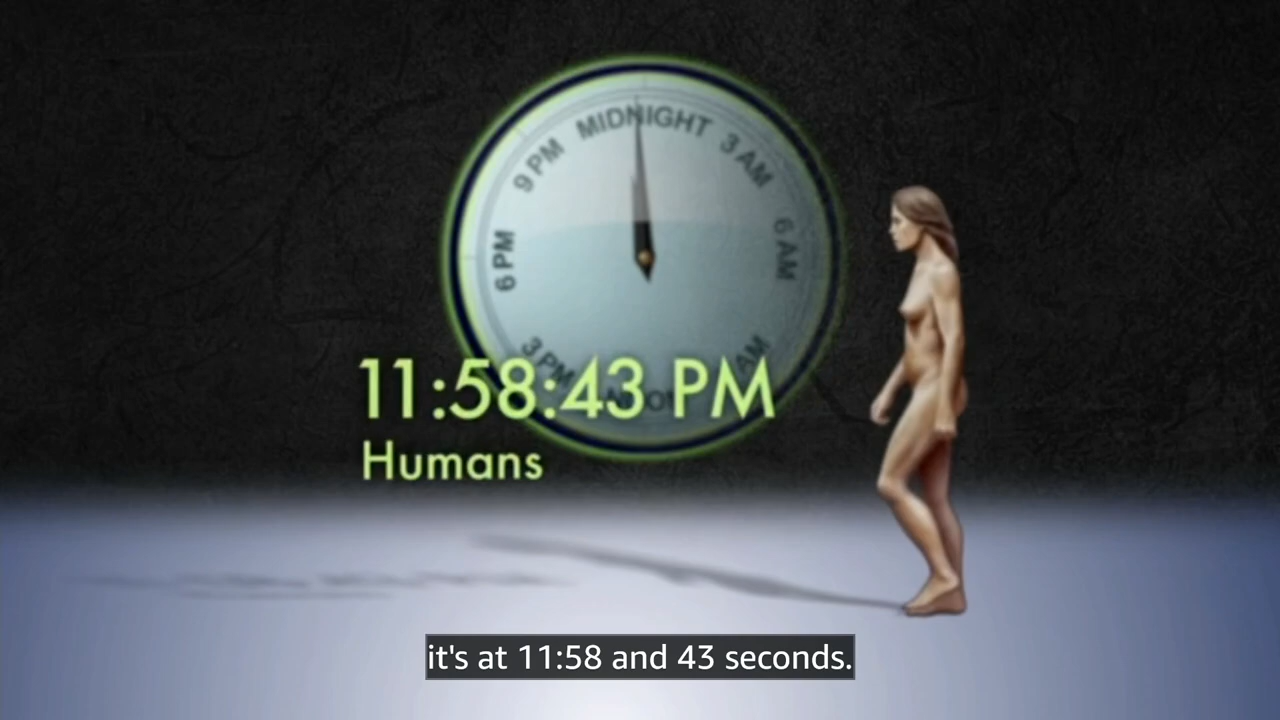 MIDNIGHT
3 AM
6 AM
AM
3 PM
6 PM
9 PM
11:58:43 PM
Humans
it's at 11:58 and 43 seconds.